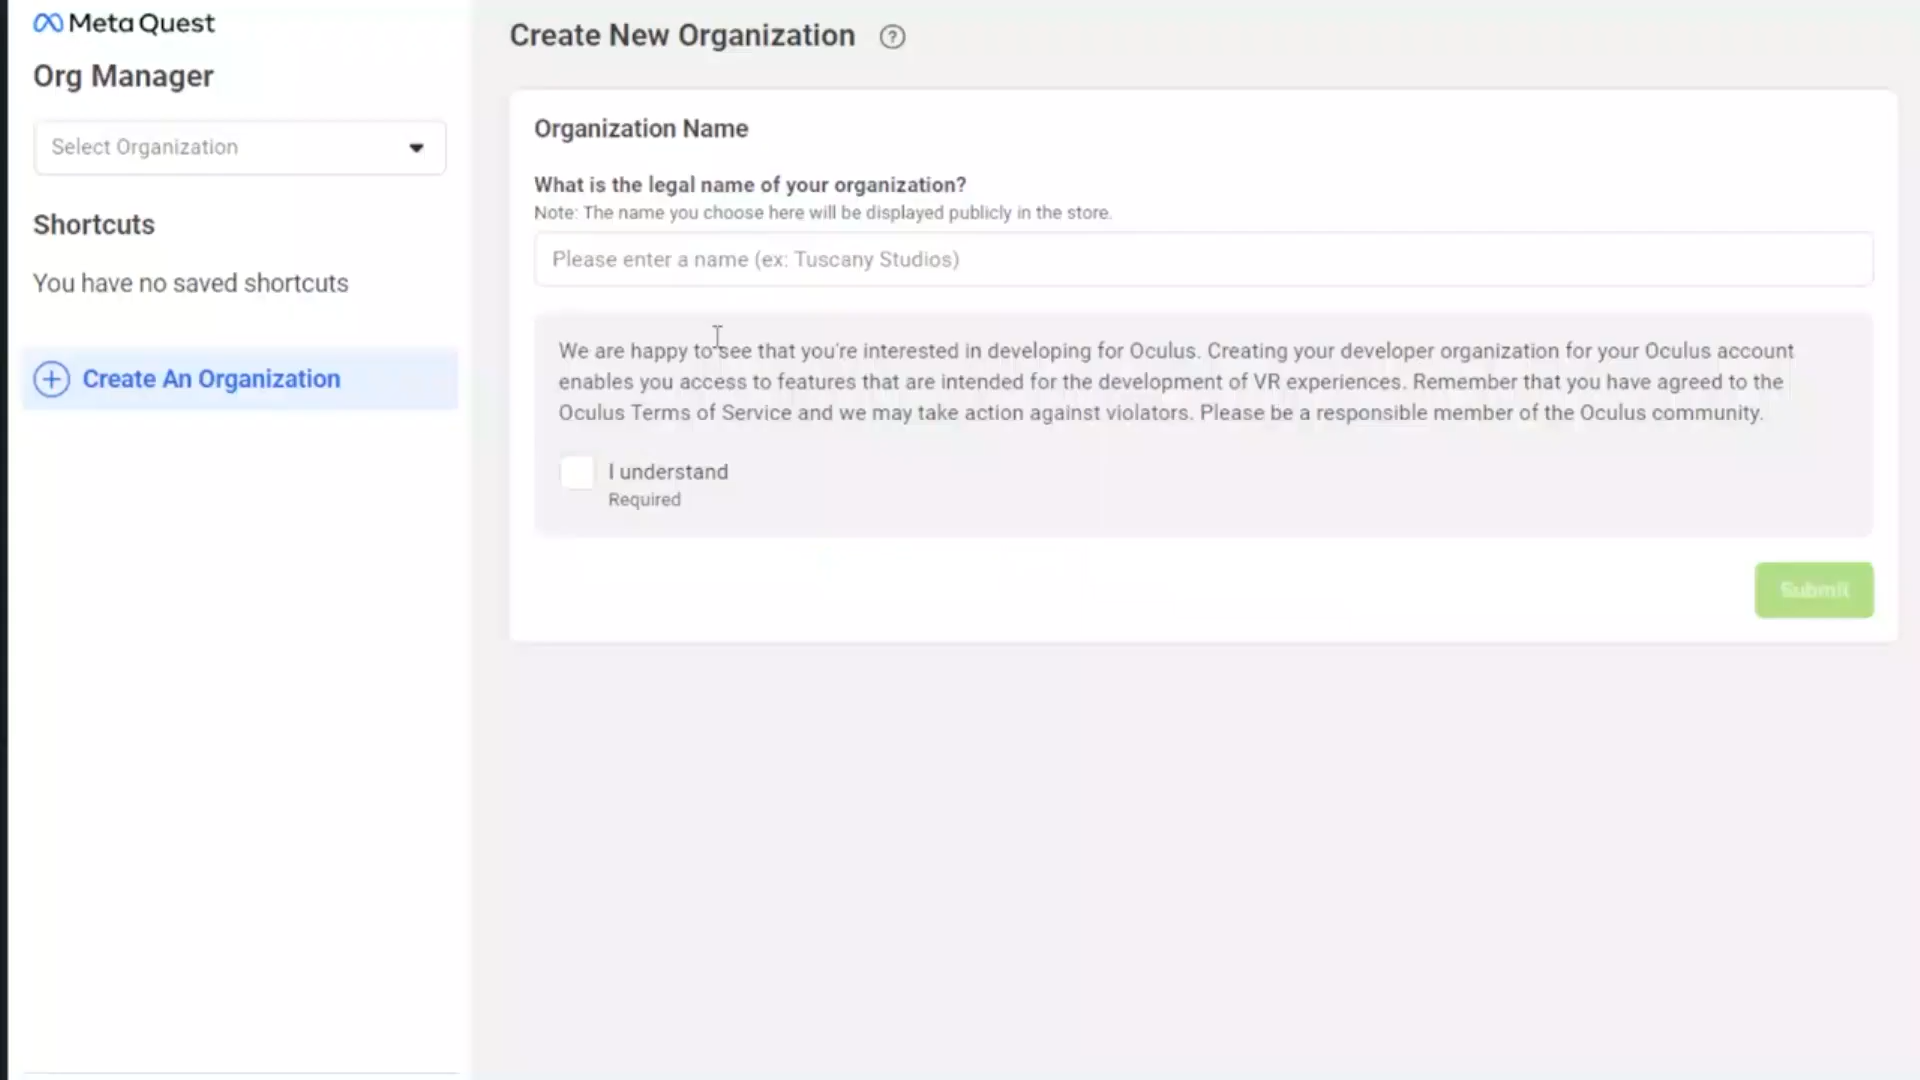 Meta Quest
Org Manager
Select Organization
Shortcuts
You have no saved shortcuts
Create An Organization
Create New Organization ?
Organization Name
What is the legal name of your organization?
Note: The name you choose here will be displayed publicly in the store.
Please enter a name (ex: Tuscany Studios)
We are happy to see that you're interested in developing for Oculus. Creating your developer organization for your Oculus account
enables you access to features that are intended for the development of VR experiences. Remember that you have agreed to the
Oculus Terms of Service and we may take action against violators. Please be a responsible member of the Oculus community.
I understand
Required
Submit